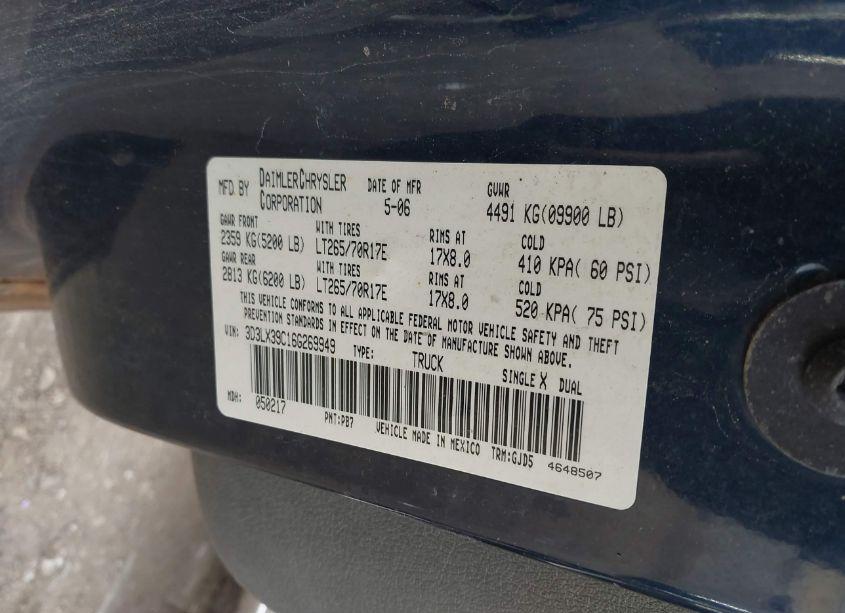 MFD. BY DAIMLERCHRYSLER CORPORATION DATE OF MFR 5-06 GVWR 4491 KG(09900 LB)
GAWR FRONT WITH TIRES RIMS AT COLD
2359 KG(5200 LB) LT265/70R17E 17X8.0 410 KPA( 60 PSI)
GAWR REAR WITH TIRES RIMS AT COLD
2813 KG(6200 LB) LT265/70R17E 17X8.0 520 KPA( 75 PSI)
THIS VEHICLE CONFORMS TO ALL APPLICABLE FEDERAL MOTOR VEHICLE SAFETY AND THEFT
PREVENTION STANDARDS IN EFFECT ON THE DATE OF MANUFACTURE SHOWN ABOVE.
VIN: 3D3LX39C16G269949 TYPE: TRUCK SINGLE X DUAL
MDH: 050217
PNT:PB7 VEHICLE MADE IN MEXICO TRM:GJD5 4648507